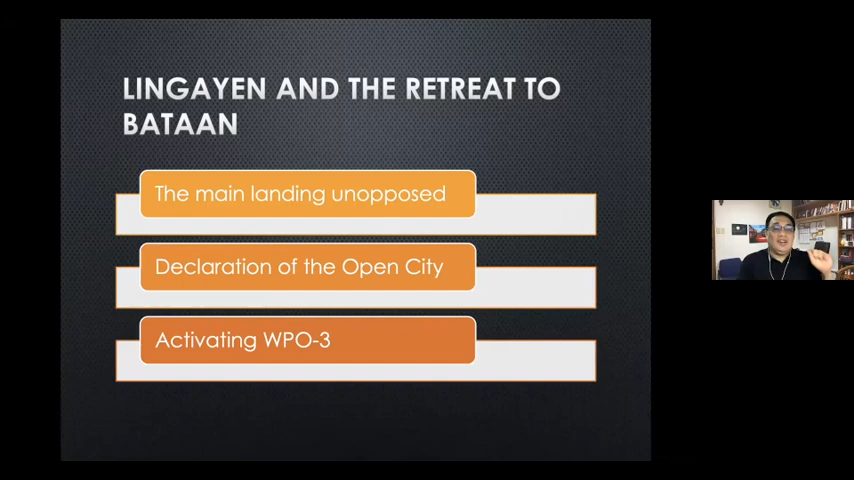 LINGAYEN AND THE RETREAT TO
BATAAN
The main landing unopposed
Declaration of the Open City
Activating WPO-3